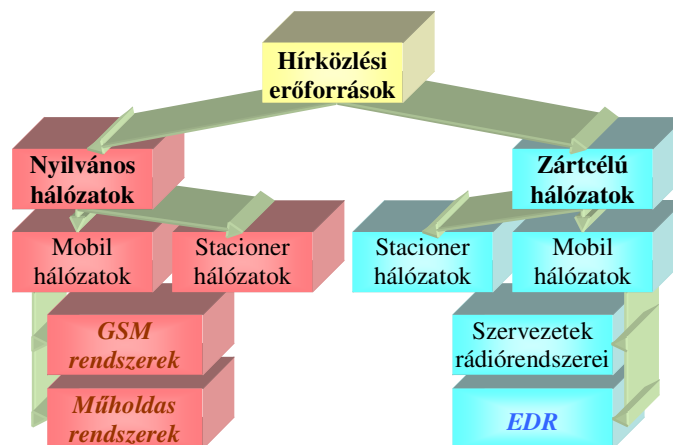 Hírközlési
erőforrások
Nyilvános
hálózatok
Zártcélú
hálózatok
Mobil
hálózatok
Stacioner
hálózatok
Stacioner
hálózatok
Mobil
hálózatok
GSM
rendszerek
Szervezetek
rádiórendszerei
Műholdas
rendszerek
EDR